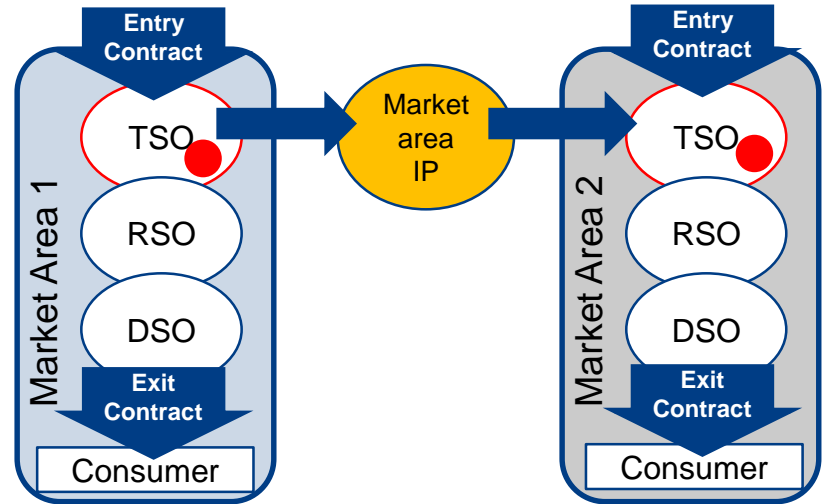 Entry
Contract
TSO
RSO
DSO
Market Area 1
Exit
Contract
Consumer
Market
area
IP
Entry
Contract
TSO
RSO
DSO
Market Area 2
Exit
Contract
Consumer